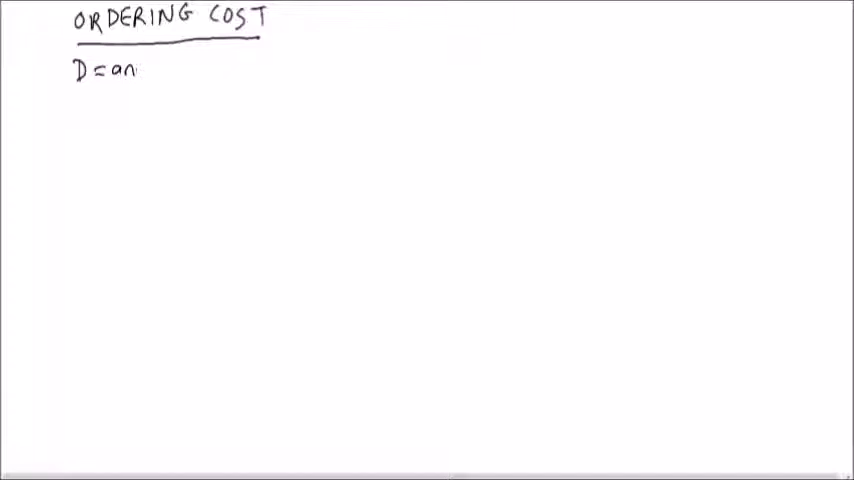 ORDERING COST
D = an